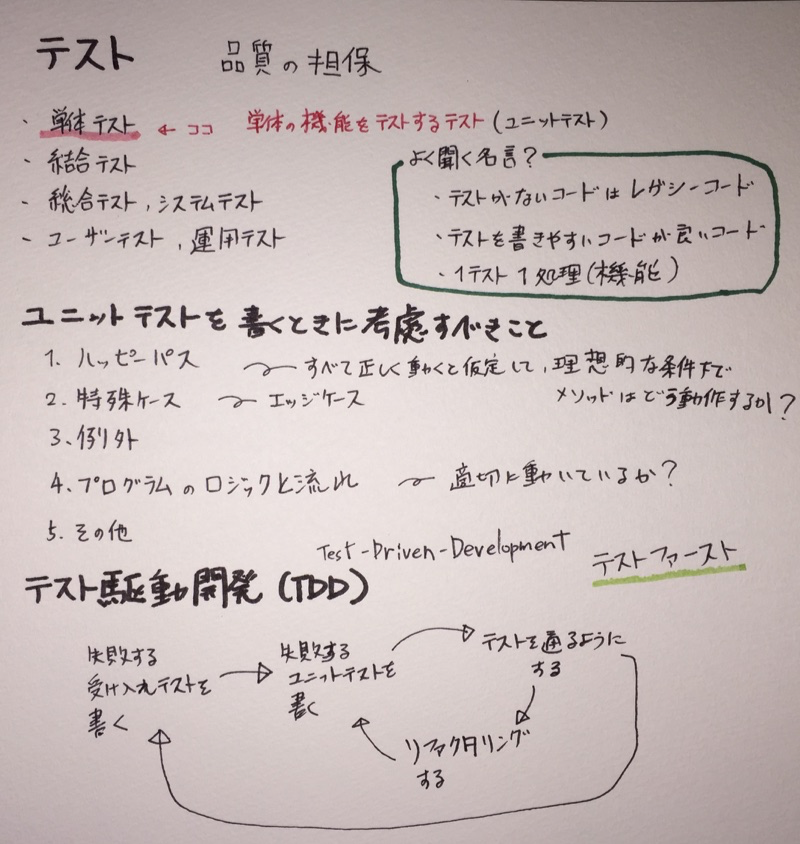 テスト 品質の担保
・単体テスト ← ココ 単体の機能をテストするテスト(ユニットテスト)
・結合テスト
・総合テスト,システムテスト
・ユーザーテスト,運用テスト
よく聞く名言?
・テストがないコードはレガシーコード
・テストを書きやすいコードが良いコード
・1テスト1処理(機能)
ユニットテストを書くときに考慮すべきこと
1. ハッピーパス 〜 すべて正しく動くと仮定して,理想的な条件下で
メソッドはどう動作するか?
2. 特殊ケース 〜 エッジケース
3. 例外
4. プログラムのロジックと流れ 〜 適切に動いているか?
5. その他
Test-Driven-Development
テスト駆動開発(TDD)
テストファースト
失敗する
受け入れテストを
書く
失敗する
ユニットテストを
書く
テストを通るように
する
リファクタリング
する